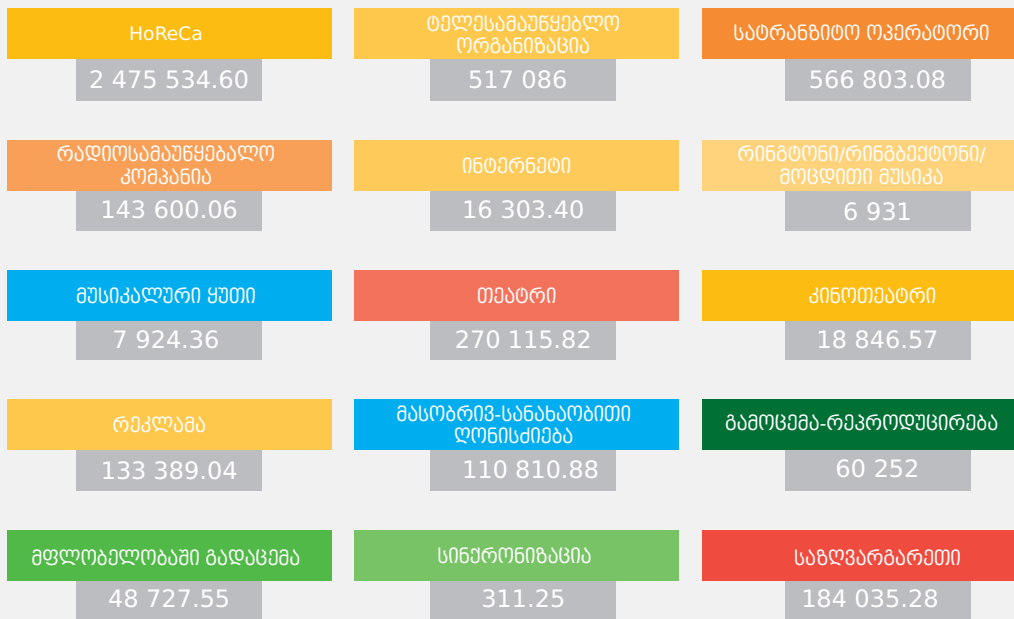 HoReCa
2 475 534.60
ტელესამაუწყებლო
ორგანიზაცია
517 086
სატრანზიტო ოპერატორი
566 803.08
რადიოსამაუწყებალო
კომპანია
143 600.06
ინტერნეტი
16 303.40
რინგტონი/რინგბექტონი/
მოცდითი მუსიკა
6 931
მუსიკალური ყუთი
7 924.36
თეატრი
270 115.82
კინოთეატრი
18 846.57
რეკლამა
133 389.04
მასობრივ-სანახაობითი
ღონისძიება
110 810.88
გამოცემა-რეპროდუცირება
60 252
მფლობელობაში გადაცემა
48 727.55
სინქრონიზაცია
311.25
საზღვარგარეთი
184 035.28